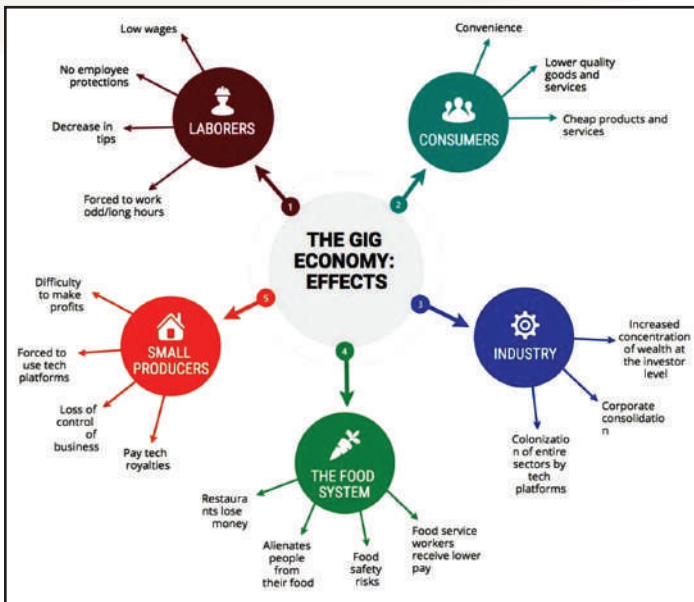 THE GIG
ECONOMY:
EFFECTS
1
LABORERS
Low wages
No employee
protections
Decrease in
tips
Forced to work
odd/long hours
2
CONSUMERS
Convenience
Lower quality
goods and
services
Cheap products and
services
3
INDUSTRY
Increased
concentration
of wealth at the
investor
level
Corporate
consolidatio
n
Colonizatio
n of entire
sectors by
tech
platforms
4
THE FOOD
SYSTEM
Restaura
nts lose
money
Alienates
people
from
their food
Food
safety
risks
Food service
workers
receive lower
pay
5
SMALL
PRODUCERS
Difficulty
to make
profits
Forced to
use tech
platforms
Loss of
control
of
business
Pay tech
royalties